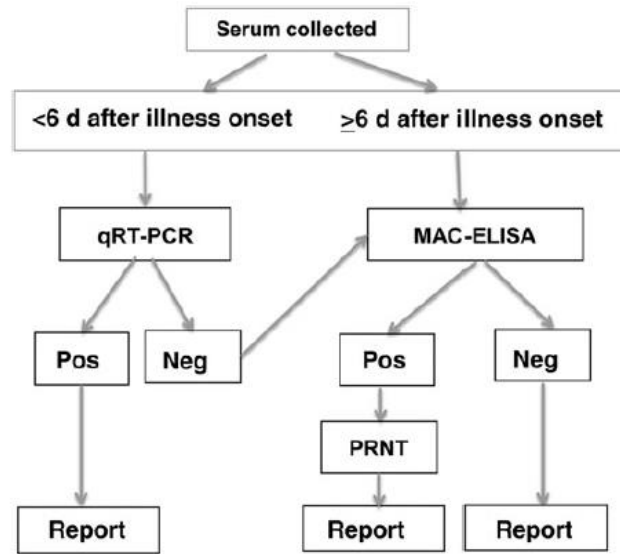 Serum collected
<6 d after illness onset
≥6 d after illness onset
qRT-PCR
MAC-ELISA
Pos
Neg
Pos
Neg
PRNT
Report
Report
Report